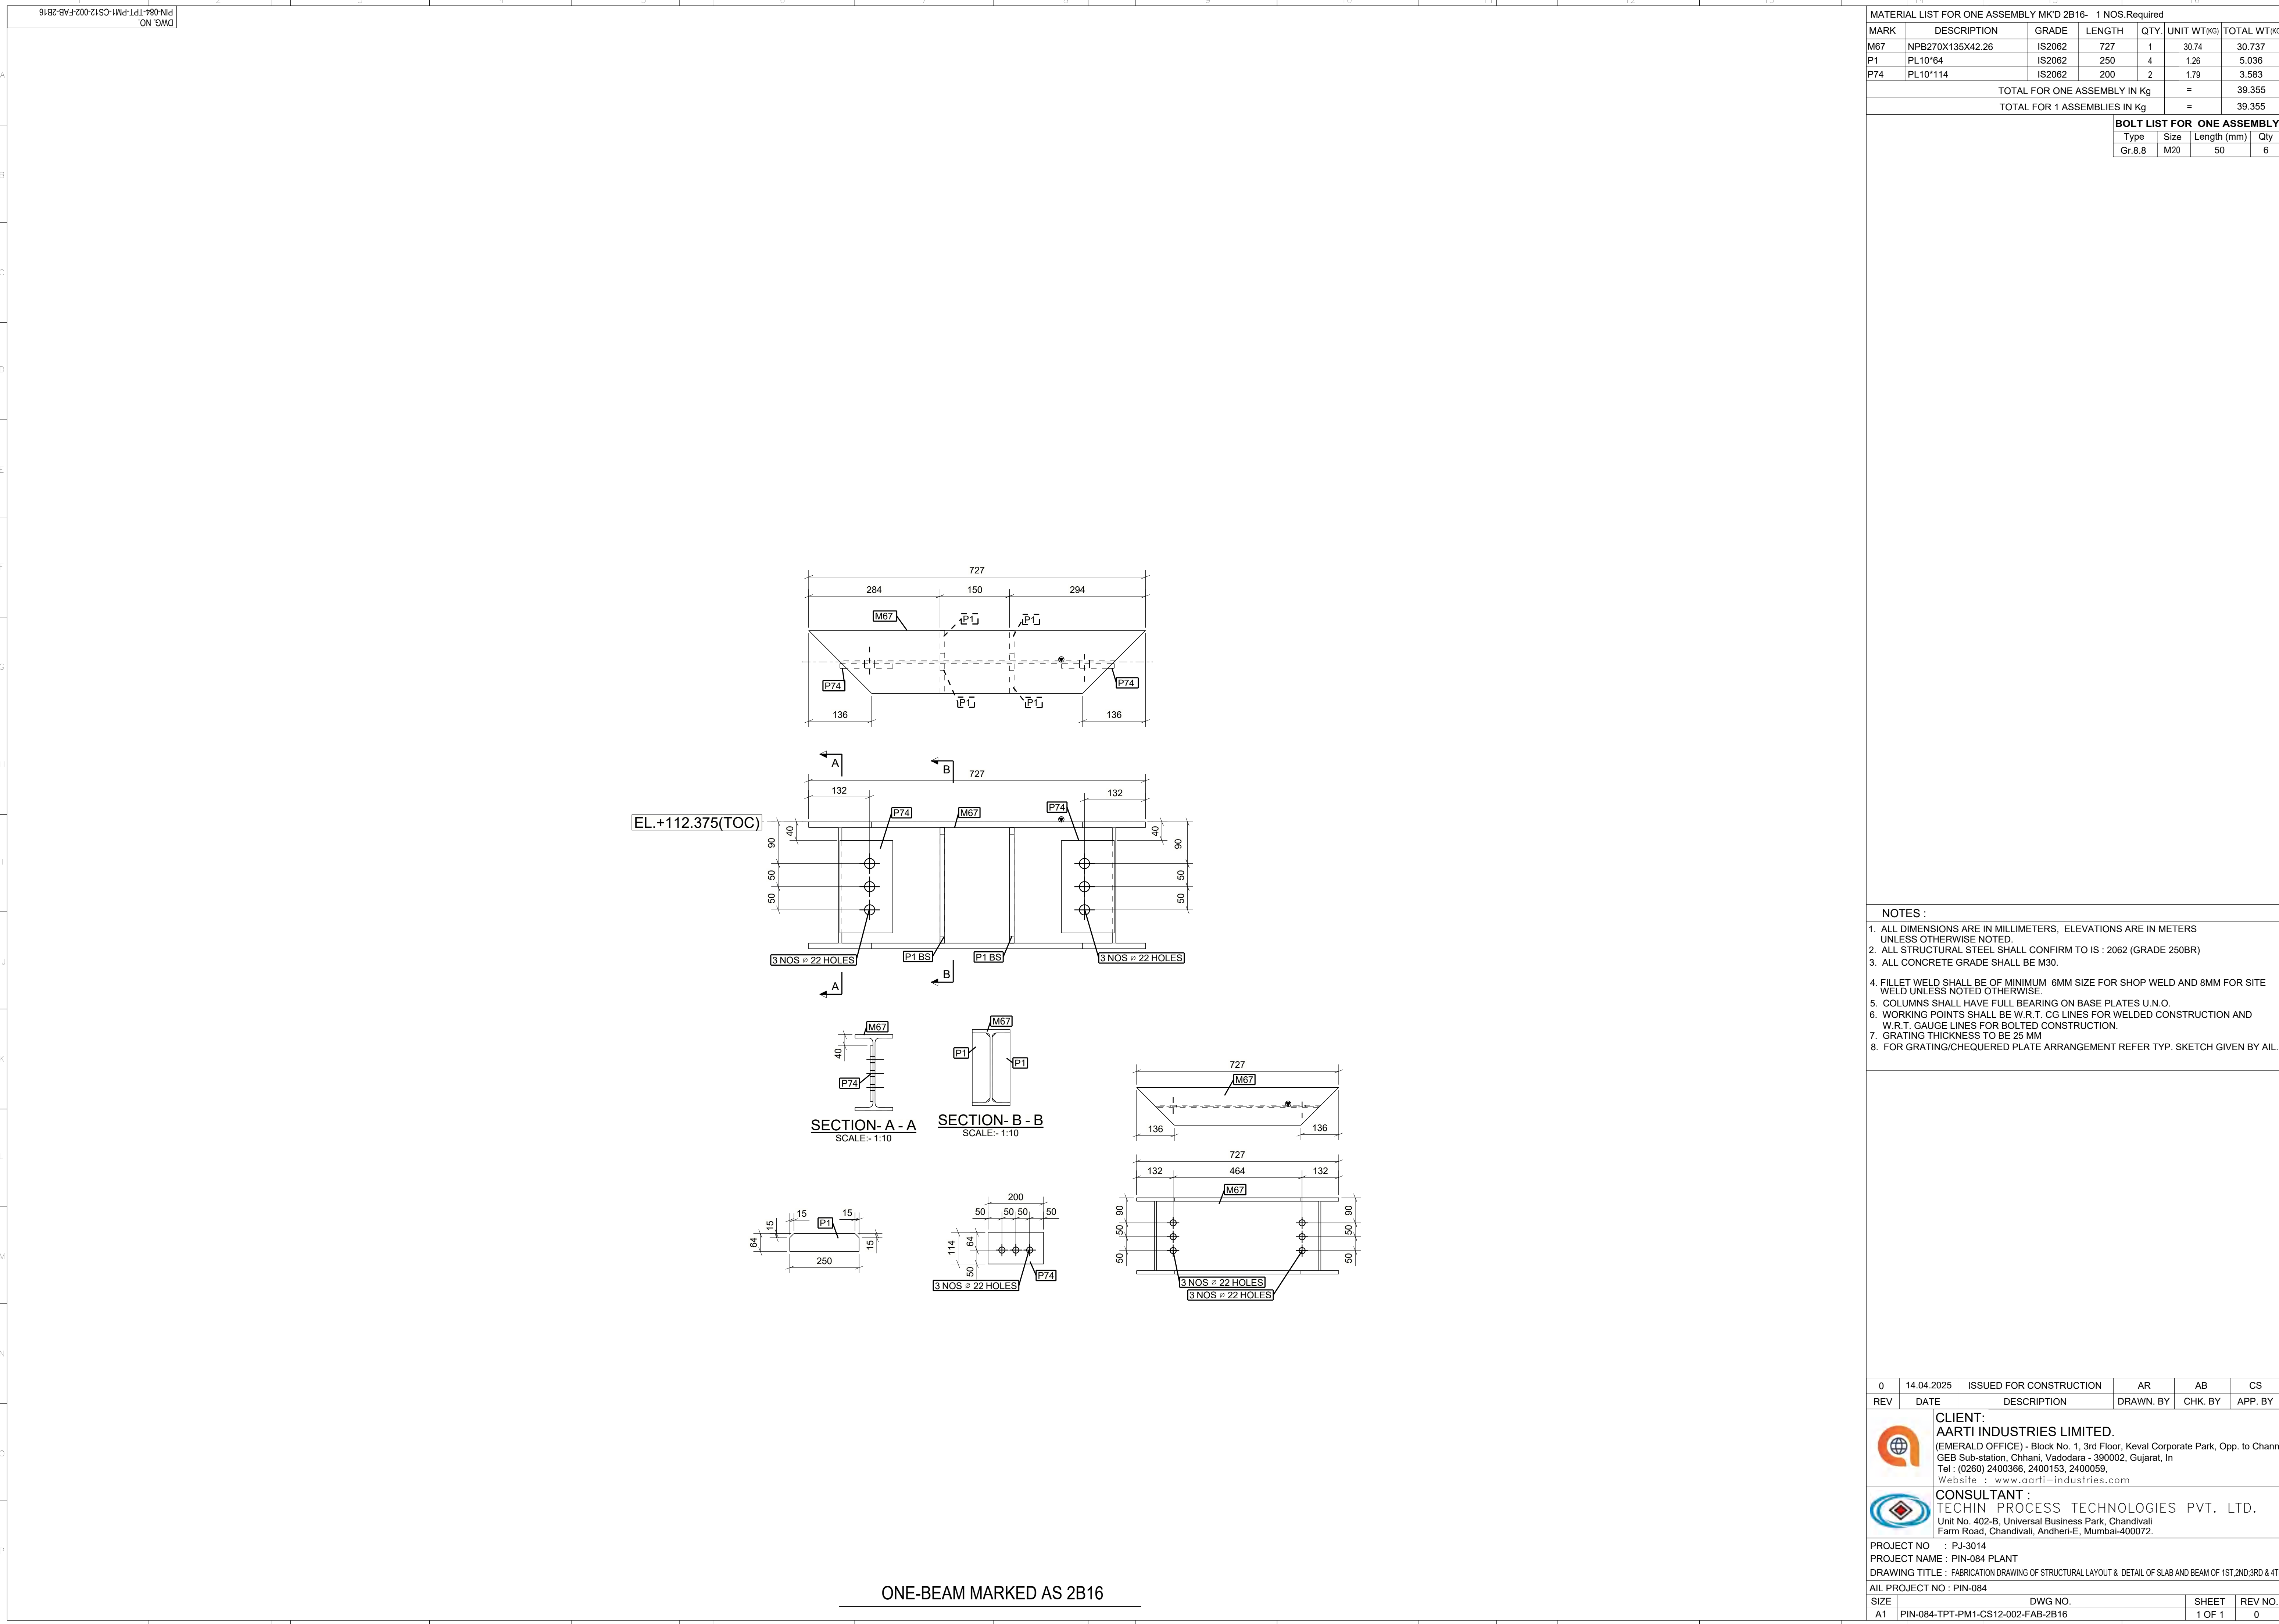 DWG. NO.
PIN-084-TPT-PM1-CS12-002-FAB-2B16
MATERIAL LIST FOR ONE ASSEMBLY MK'D 2B16- 1 NOS.Required
MARK DESCRIPTION GRADE LENGTH QTY. UNIT WT(KG) TOTAL WT(KG
M67 NPB270X135X42.26 IS2062 727 1 30.74 30.737
P1 PL10*64 IS2062 250 4 1.26 5.036
P74 PL10*114 IS2062 200 2 1.79 3.583
TOTAL FOR ONE ASSEMBLY IN Kg = 39.355
TOTAL FOR 1 ASSEMBLIES IN Kg = 39.355
BOLT LIST FOR ONE ASSEMBLY
Type Size Length (mm) Qty
Gr.8.8 M20 50 6
727
284 150 294
M67 P1 P1
P74 P74
P1 P1
136 136
A B
727
132 132
P74 M67 P74
EL.+112.375(TOC)
40 40
90 90
50 50
50 50
3 NOS ⌀ 22 HOLES P1 BS P1 BS 3 NOS ⌀ 22 HOLES
A B
M67
40
P74
SECTION- A - A
SCALE:- 1:10
M67
P1
P1
SECTION- B - B
SCALE:- 1:10
727
M67
136 136
727
132 464 132
M67
90 90
50 50
50 50
3 NOS ⌀ 22 HOLES
3 NOS ⌀ 22 HOLES
15 15
15 P1
64 15
250
200
50 50 50 50
114 64
50
P74
3 NOS ⌀ 22 HOLES
ONE-BEAM MARKED AS 2B16
NOTES :
1. ALL DIMENSIONS ARE IN MILLIMETERS, ELEVATIONS ARE IN METERS
UNLESS OTHERWISE NOTED.
2. ALL STRUCTURAL STEEL SHALL CONFIRM TO IS : 2062 (GRADE 250BR)
3. ALL CONCRETE GRADE SHALL BE M30.
4. FILLET WELD SHALL BE OF MINIMUM 6MM SIZE FOR SHOP WELD AND 8MM FOR SITE
WELD UNLESS NOTED OTHERWISE.
5. COLUMNS SHALL HAVE FULL BEARING ON BASE PLATES U.N.O.
6. WORKING POINTS SHALL BE W.R.T. CG LINES FOR WELDED CONSTRUCTION AND
W.R.T. GAUGE LINES FOR BOLTED CONSTRUCTION.
7. GRATING THICKNESS TO BE 25 MM
8. FOR GRATING/CHEQUERED PLATE ARRANGEMENT REFER TYP. SKETCH GIVEN BY AIL.
0 14.04.2025 ISSUED FOR CONSTRUCTION AR AB CS
REV DATE DESCRIPTION DRAWN. BY CHK. BY APP. BY
CLIENT:
AARTI INDUSTRIES LIMITED.
(EMERALD OFFICE) - Block No. 1, 3rd Floor, Keval Corporate Park, Opp. to Chann
GEB Sub-station, Chhani, Vadodara - 390002, Gujarat, In
Tel : (0260) 2400366, 2400153, 2400059,
Website : www.aarti-industries.com
CONSULTANT :
TECHIN PROCESS TECHNOLOGIES PVT. LTD.
Unit No. 402-B, Universal Business Park, Chandivali
Farm Road, Chandivali, Andheri-E, Mumbai-400072.
PROJECT NO : PJ-3014
PROJECT NAME : PIN-084 PLANT
DRAWING TITLE : FABRICATION DRAWING OF STRUCTURAL LAYOUT & DETAIL OF SLAB AND BEAM OF 1ST,2ND;3RD & 4T
AIL PROJECT NO : PIN-084
SIZE DWG NO. SHEET REV NO.
A1 PIN-084-TPT-PM1-CS12-002-FAB-2B16 1 OF 1 0